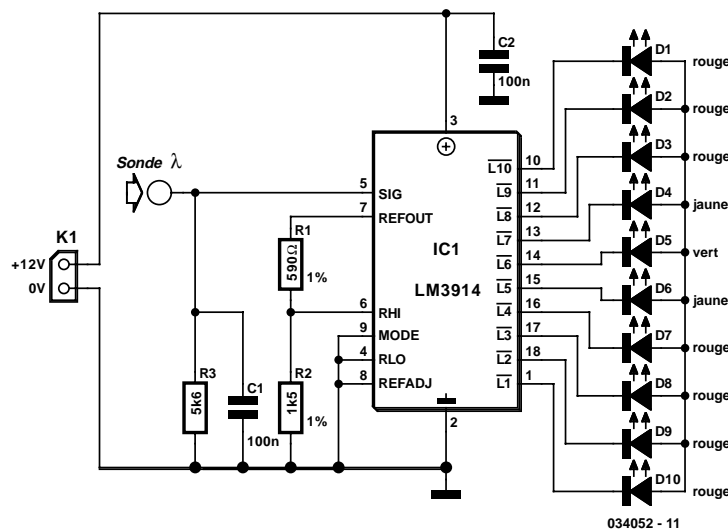 C2
100n
3
Sonde λ
K1
+12V
0V
5
SIG
7
REFOUT
R1
590Ω
1%
6
RHI
9
MODE
4
RLO
8
REFADJ
R3
5k6
C1
100n
R2
1k5
1%
2
IC1
LM3914
L10
10
L9
11
L8
12
L7
13
L6
14
L5
15
L4
16
L3
17
L2
18
L1
1
D1
rouge
D2
rouge
D3
rouge
D4
jaune
D5
vert
D6
jaune
D7
rouge
D8
rouge
D9
rouge
D10
rouge
034052 - 11